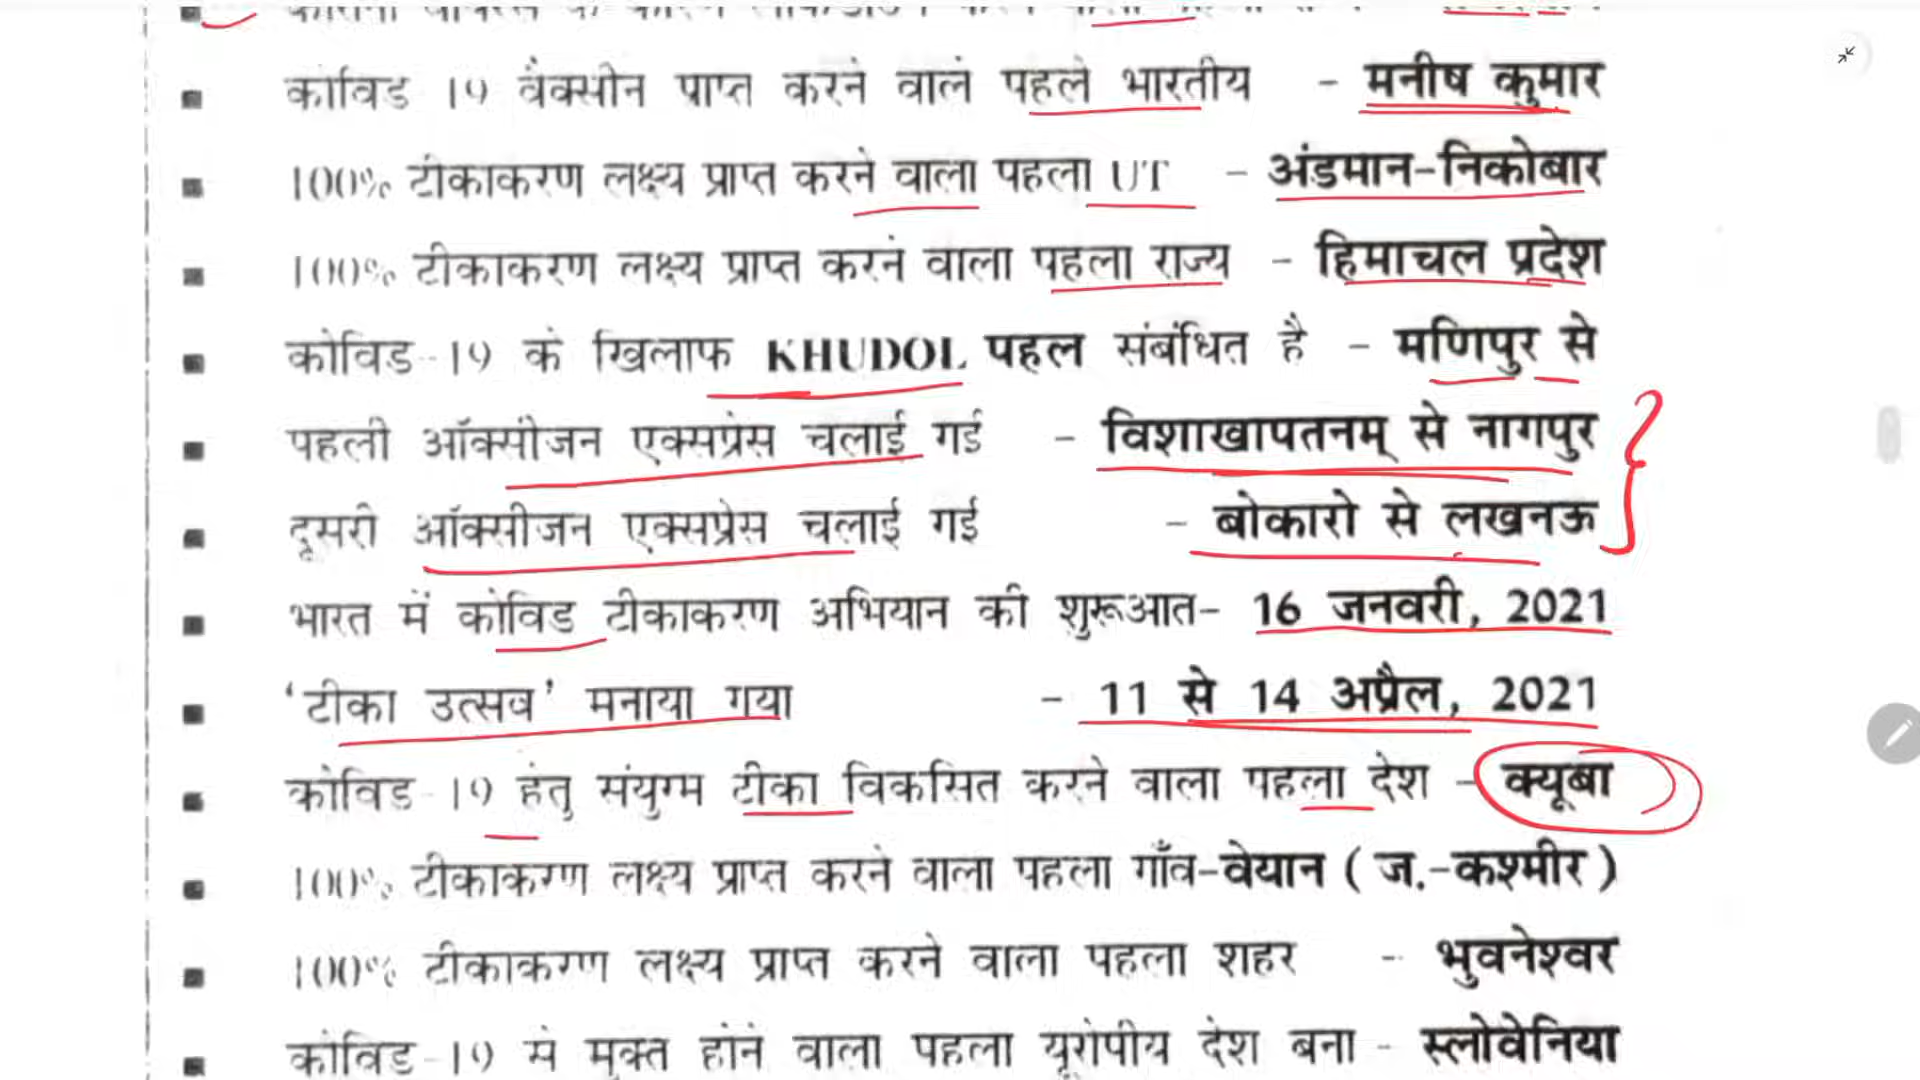 कोविड-19 वैक्सीन प्राप्त करने वाले पहले भारतीय - मनीष कुमार
100% टीकाकरण लक्ष्य प्राप्त करने वाला पहला UT - अंडमान-निकोबार
100% टीकाकरण लक्ष्य प्राप्त करने वाला पहला राज्य - हिमाचल प्रदेश
कोविड-19 के खिलाफ KHUDOL पहल संबंधित है - मणिपुर से
पहली ऑक्सीजन एक्सप्रेस चलाई गई - विशाखापतनम् से नागपुर
दूसरी ऑक्सीजन एक्सप्रेस चलाई गई - बोकारो से लखनऊ
भारत में कोविड टीकाकरण अभियान की शुरूआत- 16 जनवरी, 2021
'टीका उत्सव' मनाया गया - 11 से 14 अप्रैल, 2021
कोविड-19 हेतु संयुग्म टीका विकसित करने वाला पहला देश - क्यूबा
100% टीकाकरण लक्ष्य प्राप्त करने वाला पहला गाँव-वेयान (ज.-कश्मीर)
100% टीकाकरण लक्ष्य प्राप्त करने वाला पहला शहर - भुवनेश्वर
कोविड-19 से मुक्त होने वाला पहला यूरोपीय देश बना - स्लोवेनिया